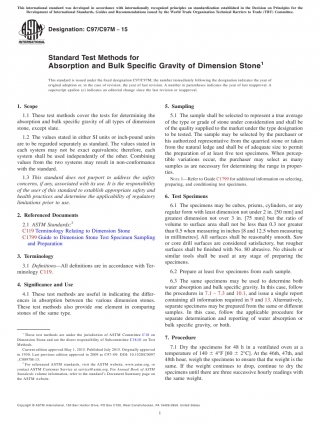 This international standard was developed in accordance with internationally recognized principles on standardization established in the Decision on Principles for the
Development of International Standards, Guides and Recommendations issued by the World Trade Organization Technical Barriers to Trade (TBT) Committee.
Designation: C97/C97M − 15
INTERNATIONAL
Standard Test Methods for
Absorption and Bulk Specific Gravity of Dimension Stone1
This standard is issued under the fixed designation C97/C97M; the number immediately following the designation indicates the year of
original adoption or, in the case of revision, the year of last revision. A number in parentheses indicates the year of last reapproval. A
superscript epsilon (ε) indicates an editorial change since the last revision or reapproval.
1. Scope
1.1 These test methods cover the tests for determining the
absorption and bulk specific gravity of all types of dimension
stone, except slate.
1.2 The values stated in either SI units or inch-pound units
are to be regarded separately as standard. The values stated in
each system may not be exact equivalents; therefore, each
system shall be used independently of the other. Combining
values from the two systems may result in non-conformance
with the standard.
1.3 This standard does not purport to address the safety
concerns, if any, associated with its use. It is the responsibility
of the user of this standard to establish appropriate safety and
health practices and determine the applicability of regulatory
limitations prior to use.
2. Referenced Documents
2.1 ASTM Standards:2
C119 Terminology Relating to Dimension Stone
C1799 Guide to Dimension Stone Test Specimen Sampling
and Preparation
3. Terminology
3.1 Definitions—All definitions are in accordance with Ter-
minology C119.
4. Significance and Use
4.1 These test methods are useful in indicating the differ-
ences in absorption between the various dimension stones.
These test methods also provide one element in comparing
stones of the same type.
1 These test methods are under the jurisdiction of ASTM Committee C18 on
Dimension Stone and are the direct responsibility of Subcommittee C18.01 on Test
Methods.
Current edition approved May 1, 2015. Published July 2015. Originally approved
in 1930. Last previous edition approved in 2009 as C97-09. DOI:
2 For referenced ASTM standards, visit the ASTM website, www.astm.org, or
contact ASTM Customer Service at service@astm.org. For Annual Book of ASTM
Standards volume information, refer to the standard's Document Summary page on
the ASTM website.
5. Sampling
5.1 The sample shall be selected to represent a true average
of the type or grade of stone under consideration and shall be
of the quality supplied to the market under the type designation
to be tested. The sample may be selected by the purchaser or
his authorized representative from the quarried stone or taken
from the natural ledge and shall be of adequate size to permit
the preparation of at least five test specimens. When percep-
tible variations occur, the purchaser may select as many
samples as are necessary for determining the range in proper-
ties.
NOTE 1—Refer to Guide C1799 for additional information on selecting,
preparing, and conditioning test specimens.
6. Test Specimens
6.1 The specimens may be cubes, prisms, cylinders, or any
regular form with least dimension not under 2 in. [50 mm] and
greatest dimension not over 3 in. [75 mm] but the ratio of
volume to surface area shall not be less than 0.3 nor greater
than 0.5 when measuring in inches [8 and 12.5 when measuring
in millimeters]. All surfaces shall be reasonably smooth. Saw
or core drill surfaces are considered satisfactory, but rougher
surfaces shall be finished with No. 80 abrasive. No chisels or
similar tools shall be used at any stage of preparing the
specimens.
6.2 Prepare at least five specimens from each sample.
6.3 The same specimens may be used to determine both
water absorption and bulk specific gravity. In this case, follow
the procedures in 7.1 – 7.3 and 10.1, and issue a single report
containing all information required in 9 and 13. Alternatively,
separate specimens may be prepared from the same or different
samples. In this case, follow the applicable procedure for
separate determination and reporting of water absorption or
bulk specific gravity, or both.
7. Procedure
7.1 Dry the specimens for 48 h in a ventilated oven at a
temperature of 140 ± 4°F [60 ± 2°C]. At the 46th, 47th, and
48th hour, weigh the specimens to ensure that the weight is the
same. If the weight continues to drop, continue to dry the
specimens until there are three successive hourly readings with
the same weight.
Copyright © ASTM International, 100 Barr Harbor Drive, PO Box C700, West Conshohocken, PA 19428-2959. United States
1